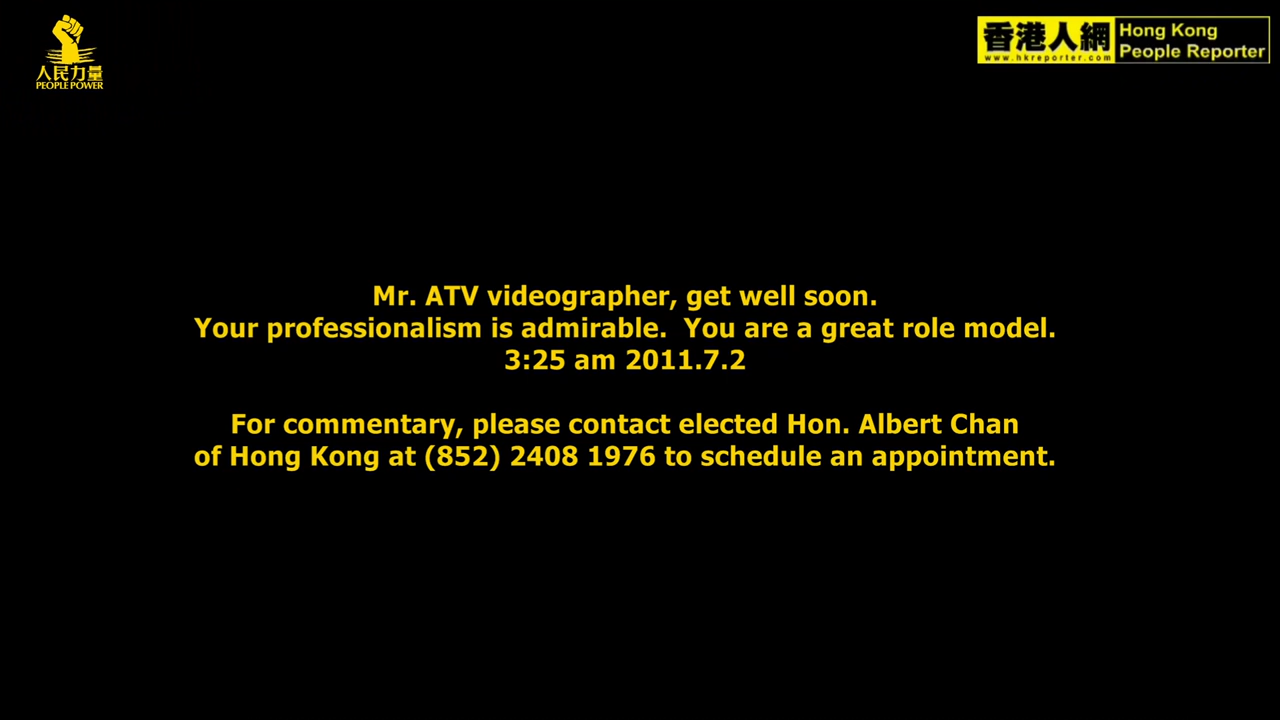 人民力量
PEOPLE POWER
香港人網
www.hkreporter.com
Hong Kong
People Reporter
Mr. ATV videographer, get well soon.
Your professionalism is admirable.  You are a great role model.
3:25 am 2011.7.2
For commentary, please contact elected Hon. Albert Chan
of Hong Kong at (852) 2408 1976 to schedule an appointment.